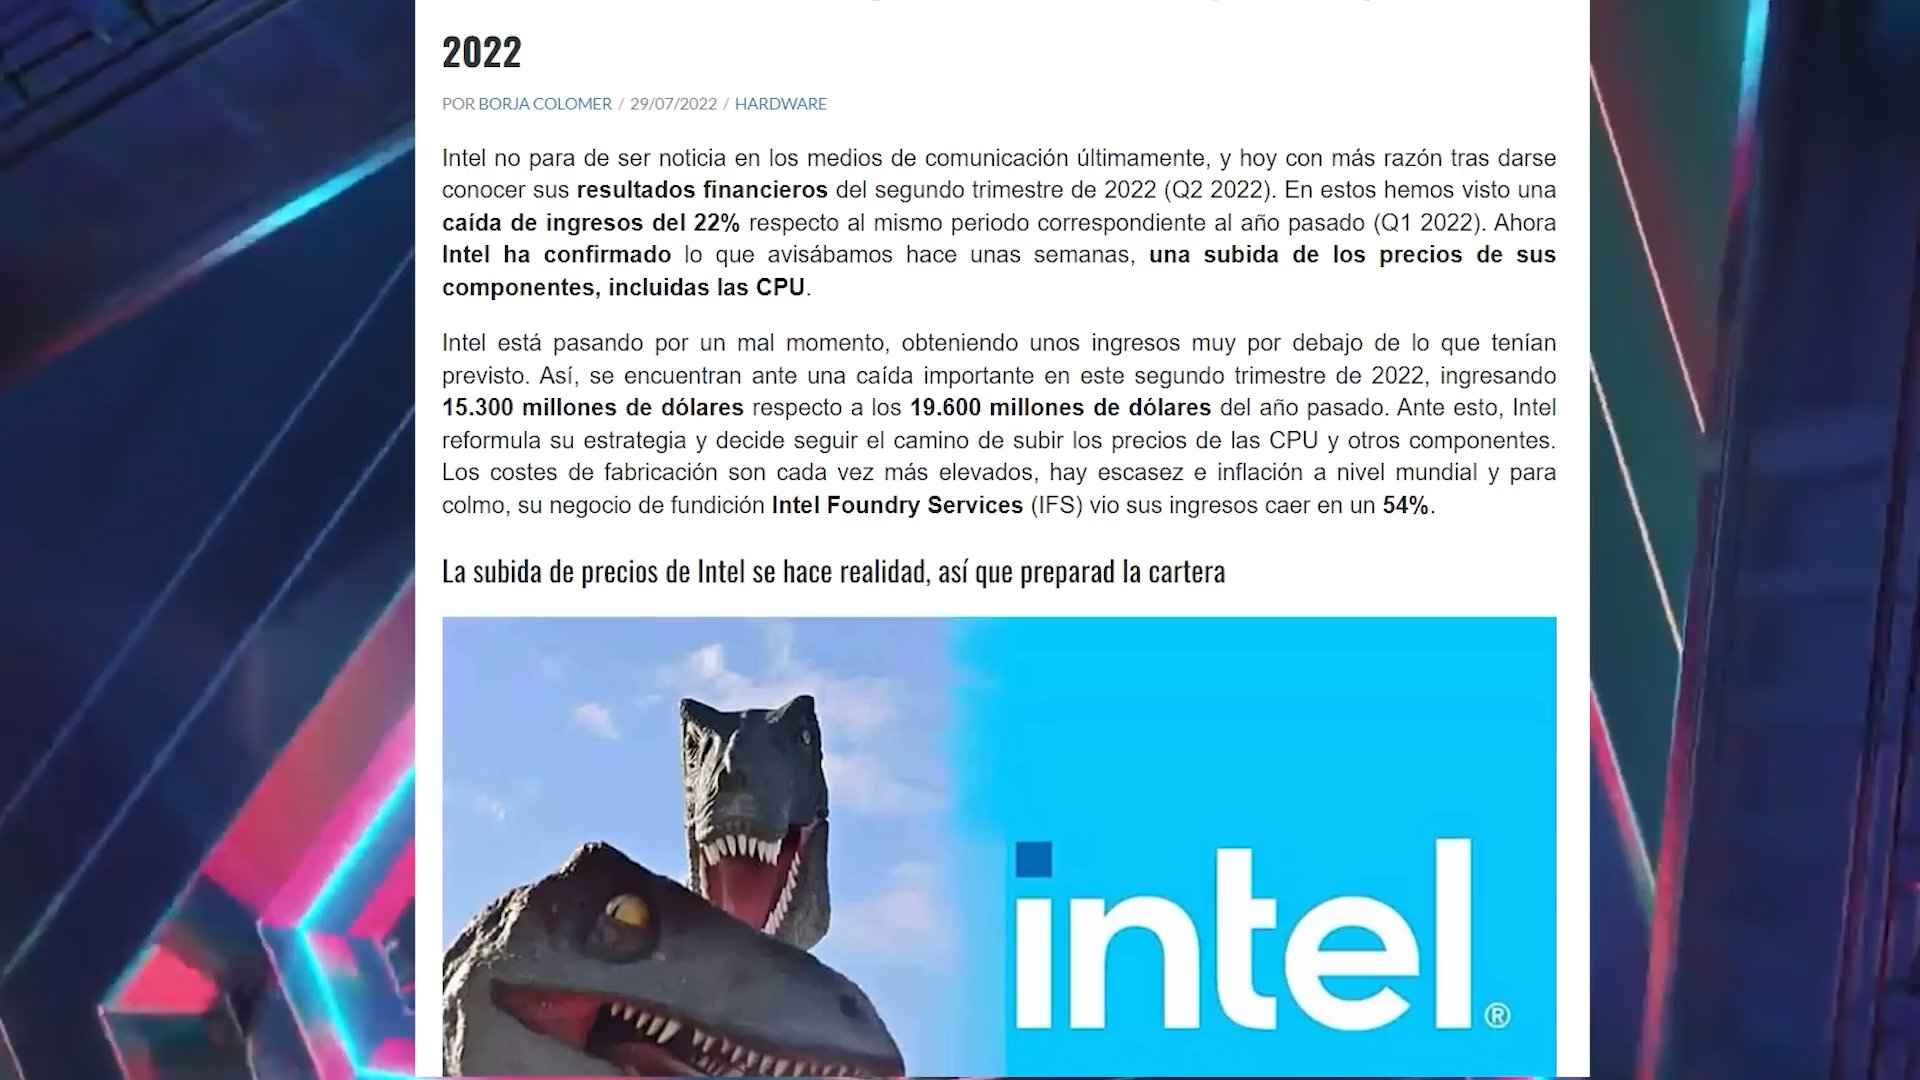 2022
POR BORJA COLOMER / 29/07/2022 / HARDWARE
Intel no para de ser noticia en los medios de comunicación últimamente, y hoy con más razón tras darse
conocer sus resultados financieros del segundo trimestre de 2022 (Q2 2022). En estos hemos visto una
caída de ingresos del 22% respecto al mismo periodo correspondiente al año pasado (Q1 2022). Ahora
Intel ha confirmado lo que avisábamos hace unas semanas, una subida de los precios de sus
componentes, incluidas las CPU.
Intel está pasando por un mal momento, obteniendo unos ingresos muy por debajo de lo que tenían
previsto. Así, se encuentran ante una caída importante en este segundo trimestre de 2022, ingresando
15.300 millones de dólares respecto a los 19.600 millones de dólares del año pasado. Ante esto, Intel
reformula su estrategia y decide seguir el camino de subir los precios de las CPU y otros componentes.
Los costes de fabricación son cada vez más elevados, hay escasez e inflación a nivel mundial y para
colmo, su negocio de fundición Intel Foundry Services (IFS) vio sus ingresos caer en un 54%.
La subida de precios de Intel se hace realidad, así que preparad la cartera
intel®